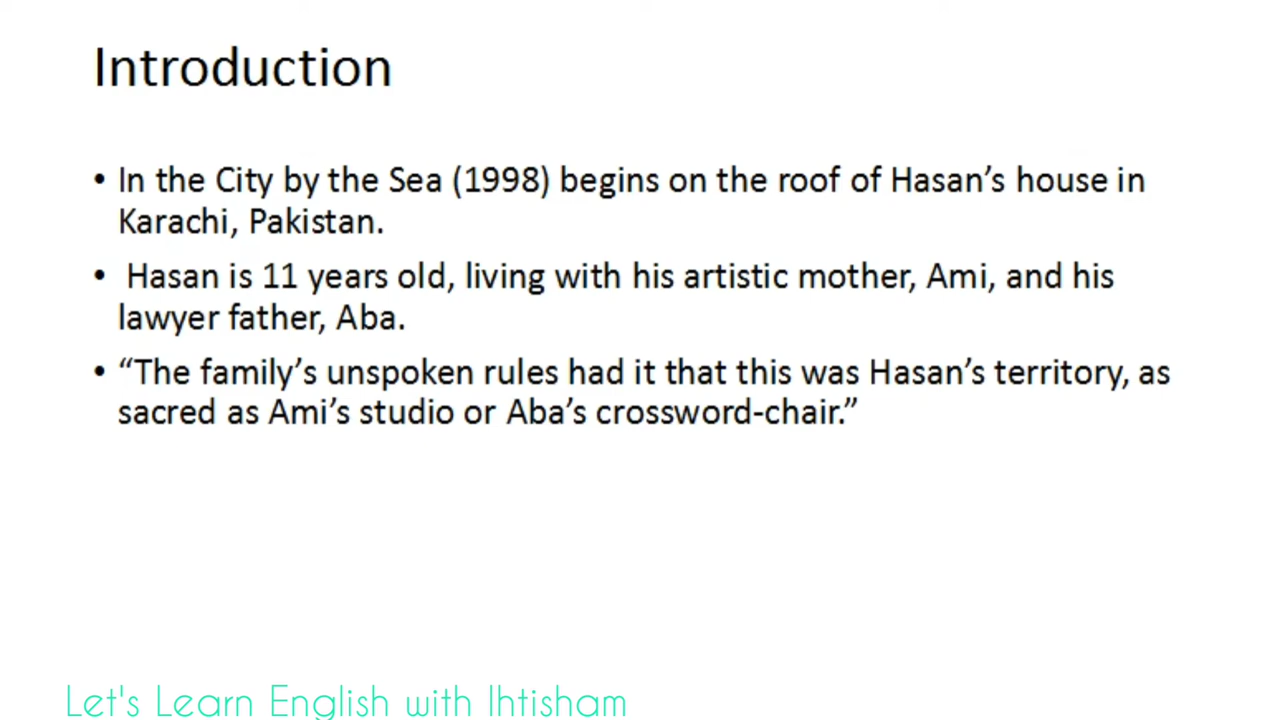 Introduction
• In the City by the Sea (1998) begins on the roof of Hasan’s house in
Karachi, Pakistan.
• Hasan is 11 years old, living with his artistic mother, Ami, and his
lawyer father, Aba.
• “The family’s unspoken rules had it that this was Hasan’s territory, as
sacred as Ami’s studio or Aba’s crossword-chair.”
Let's Learn English with Ihtisham